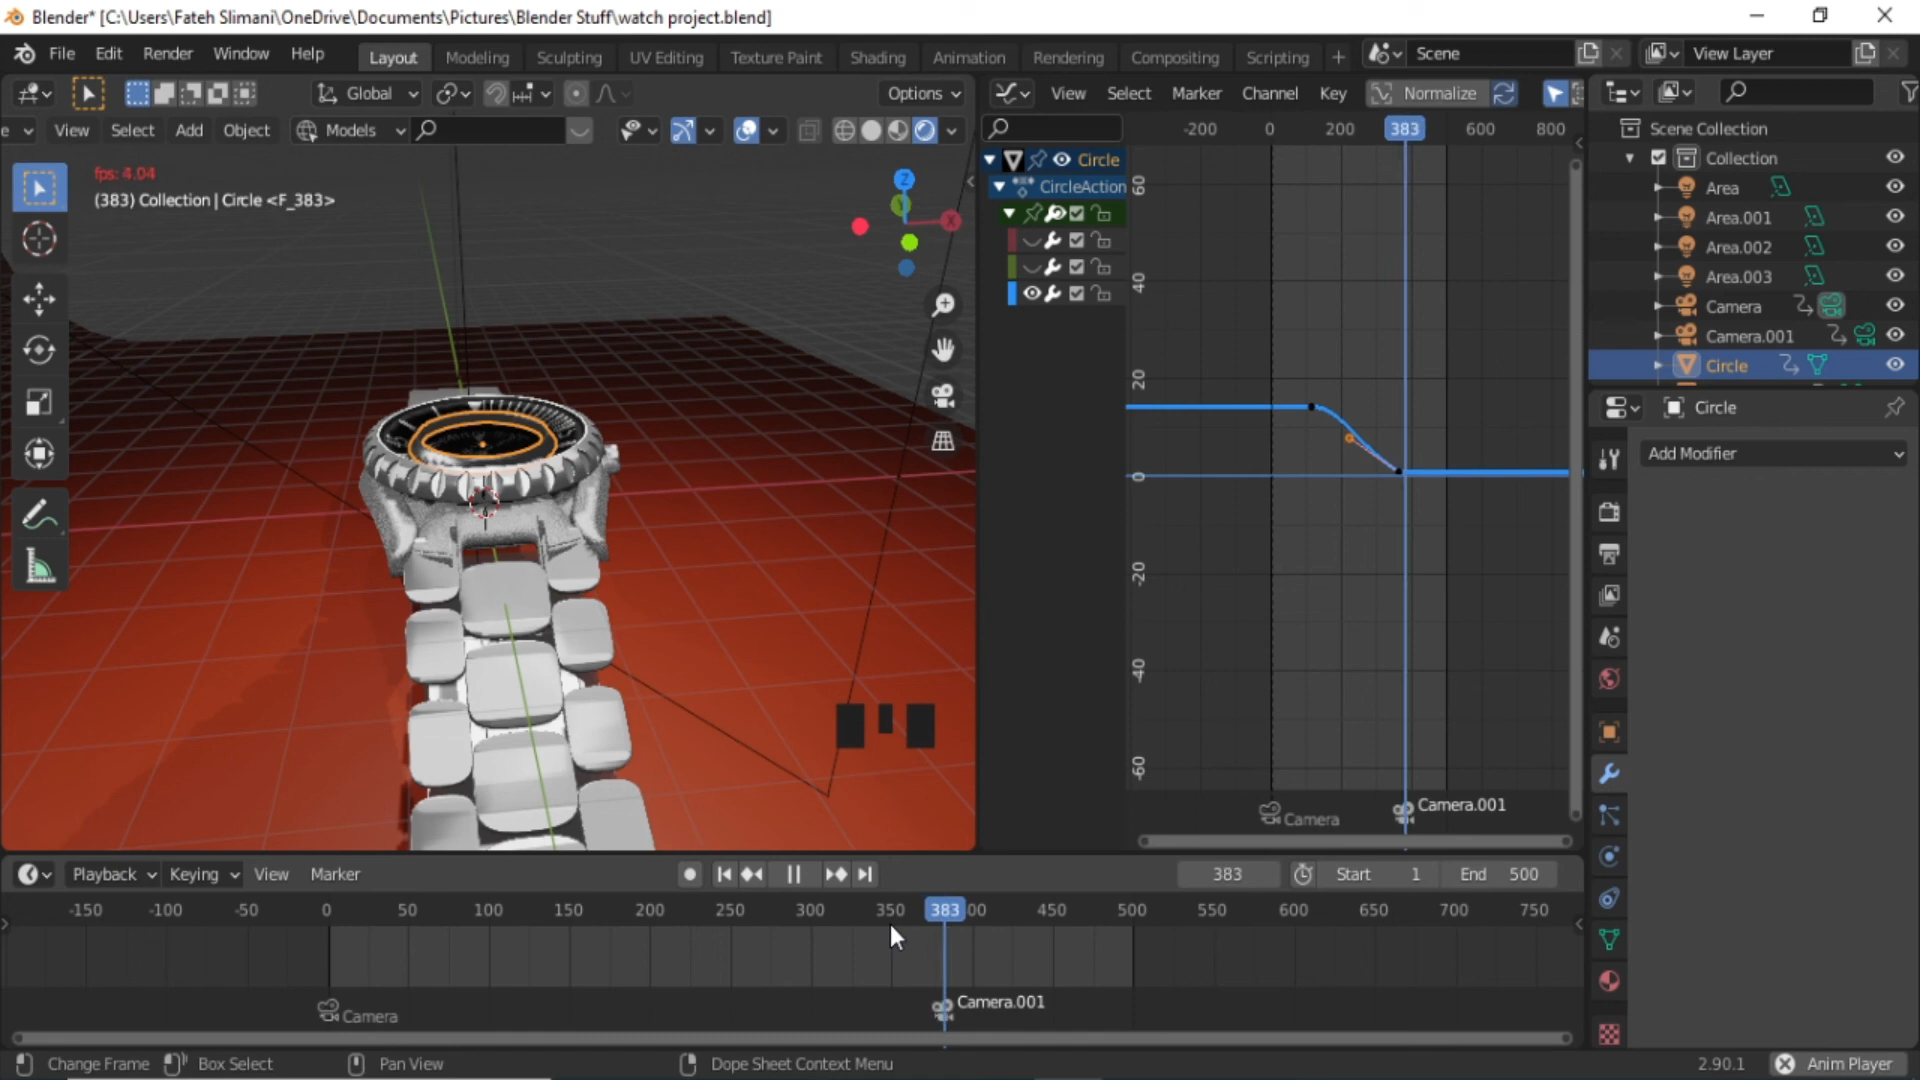 Blender* [C:\Users\Fateh Slimani\OneDrive\Documents\Pictures\Blender Stuff\watch project.blend]
File Edit Render Window Help Layout Modeling Sculpting UV Editing Texture Paint Shading Animation Rendering Compositing Scripting + Scene View Layer
Global Options View Select Marker Channel Key Normalize
e View Select Add Object Models -200 0 200 383 600 800 Scene Collection
fps: 4.04
(383) Collection | Circle <F_383>
Z
X
Circle
CircleAction
60
40
20
0
-20
-40
-60
Camera
Camera.001
Collection
Area
Area.001
Area.002
Area.003
Camera
Camera.001
Circle
Circle
Add Modifier
Playback Keying View Marker 383 Start 1 End 500
-150 -100 -50 0 50 100 150 200 250 300 350 383 00 450 500 550 600 650 700 750
Camera
Camera.001
Change Frame Box Select Pan View Dope Sheet Context Menu 2.90.1 Anim Player